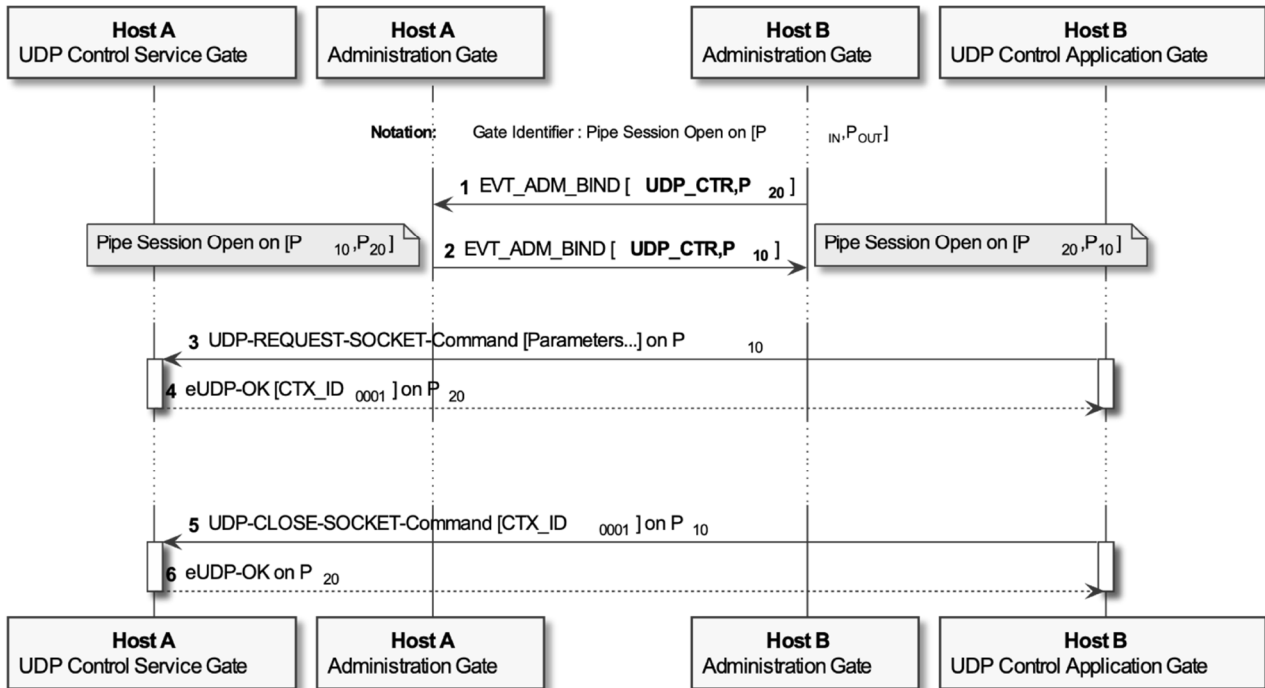 Host A
UDP Control Service Gate
Host A
Administration Gate
Host B
Administration Gate
Host B
UDP Control Application Gate
Notation: Gate Identifier : Pipe Session Open on [P IN,POUT]
1 EVT_ADM_BIND [ UDP_CTR,P 20 ]
Pipe Session Open on [P 10 ,P20 ]
2 EVT_ADM_BIND [ UDP_CTR,P 10 ]
Pipe Session Open on [P 20 ,P10 ]
3 UDP-REQUEST-SOCKET-Command [Parameters...] on P 10
4 eUDP-OK [CTX_ID 0001 ] on P 20
5 UDP-CLOSE-SOCKET-Command [CTX_ID 0001 ] on P 10
6 eUDP-OK on P 20
Host A
UDP Control Service Gate
Host A
Administration Gate
Host B
Administration Gate
Host B
UDP Control Application Gate